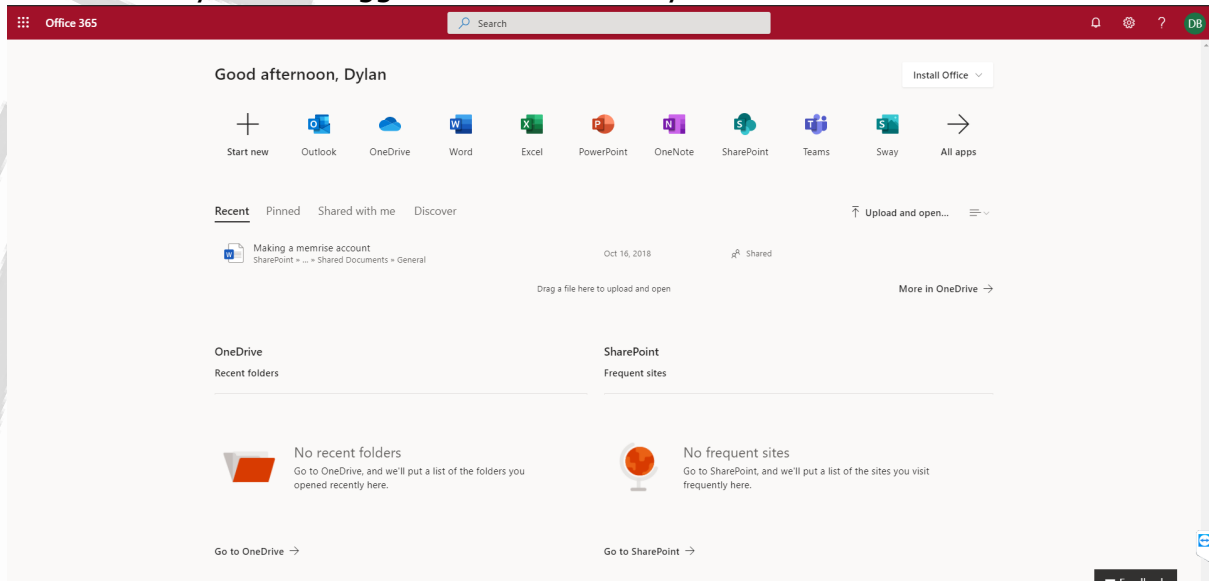 Office 365
Search
DB
Good afternoon, Dylan
Install Office
Start new
Outlook
OneDrive
Word
Excel
PowerPoint
OneNote
SharePoint
Teams
Sway
All apps
Recent Pinned Shared with me Discover
Upload and open...
Making a memrise account
Oct 16, 2018
Shared
SharePoint » ... » Shared Documents » General
Drag a file here to upload and open
More in OneDrive
OneDrive
SharePoint
Recent folders
Frequent sites
No recent folders
Go to OneDrive, and we'll put a list of the folders you
opened recently here.
No frequent sites
Go to SharePoint, and we'll put a list of the sites you visit
frequently here.
Go to OneDrive
Go to SharePoint